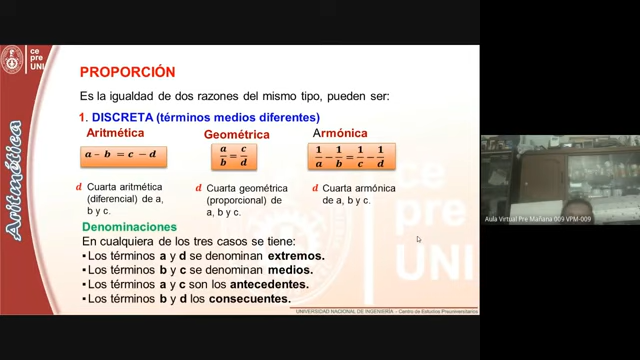 ce
pre
UNI
PROPORCIÓN
Es la igualdad de dos razones del mismo tipo, pueden ser:
1. DISCRETA (términos medios diferentes)
Aritmética
Geométrica
Armónica
a − b = c − d
a/b = c/d
1/a − 1/b = 1/c − 1/d
d Cuarta aritmética
(diferencial) de a,
b y c.
d Cuarta geométrica
(proporcional) de
a, b y c.
d Cuarta armónica
de a, b y c.
Denominaciones
En cualquiera de los tres casos se tiene:
▪ Los términos a y d se denominan extremos.
▪ Los términos b y c se denominan medios.
▪ Los términos a y c son los antecedentes.
▪ Los términos b y d los consecuentes.
Aritmética
ce
pre
UNI
UNIVERSIDAD NACIONAL DE INGENIERÍA - Centro de Estudios Preuniversitarios
Aula Virtual Pre Mañana 009 VPM-009